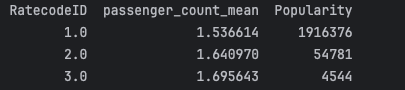 RatecodeID passenger_count_mean Popularity
1.0 1.536614 1916376
2.0 1.640970 54781
3.0 1.695643 4544